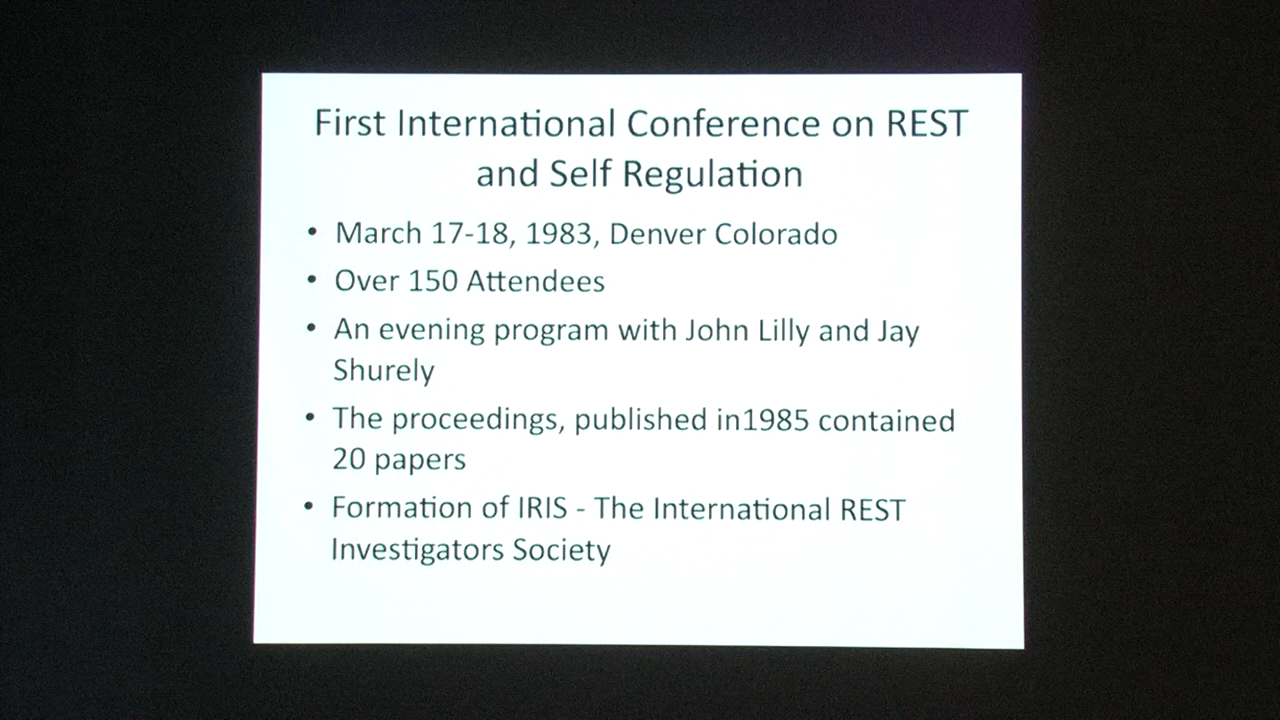 First International Conference on REST
and Self Regulation
• March 17-18, 1983, Denver Colorado
• Over 150 Attendees
• An evening program with John Lilly and Jay
Shurely
• The proceedings, published in1985 contained
20 papers
• Formation of IRIS - The International REST
Investigators Society